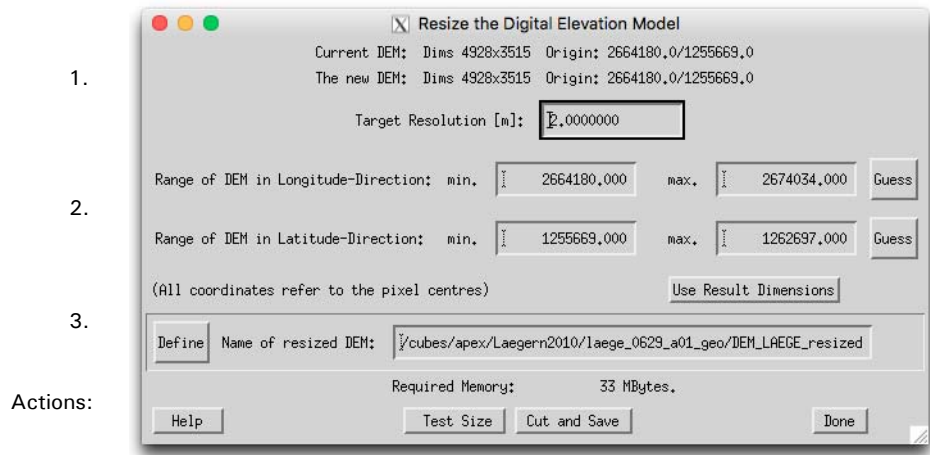 Resize the Digital Elevation Model
Current DEM: Dims 4928x3515 Origin: 2664180.0/1255669.0
1. The new DEM: Dims 4928x3515 Origin: 2664180.0/1255669.0
Target Resolution [m]: 2.0000000
Range of DEM in Longitude-Direction: min. 2664180.000 max. 2674034.000 Guess
2.
Range of DEM in Latitude-Direction: min. 1255669.000 max. 1262697.000 Guess
(All coordinates refer to the pixel centres) Use Result Dimensions
3.
Define Name of resized DEM: /cubes/apex/Laegern2010/laege_0629_a01_geo/DEM_LAEGE_resized
Required Memory: 33 MBytes.
Actions:
Help Test Size Cut and Save Done